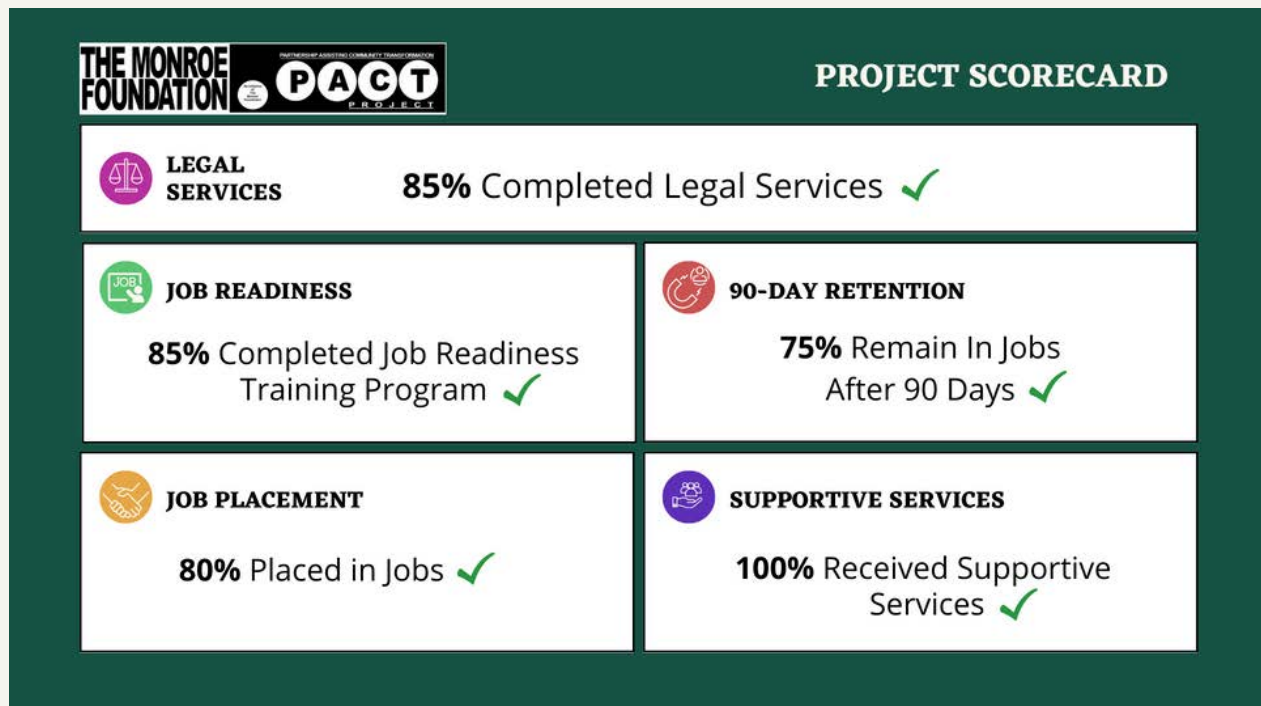 THE MONROE
FOUNDATION
PARTNERSHIP ASSISTING COMMUNITY TRANSFORMATION
PACT
PROJECT
PROJECT SCORECARD
LEGAL
SERVICES
85% Completed Legal Services
JOB READINESS
85% Completed Job Readiness
Training Program
90-DAY RETENTION
75% Remain In Jobs
After 90 Days
JOB PLACEMENT
80% Placed in Jobs
SUPPORTIVE SERVICES
100% Received Supportive
Services
JOB